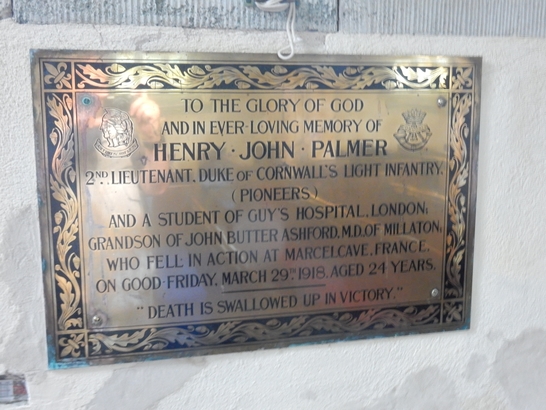 TO THE GLORY OF GOD
AND IN EVER-LOVING MEMORY OF
HENRY · JOHN · PALMER
2ND LIEUTENANT, DUKE OF CORNWALL'S LIGHT INFANTRY,
(PIONEERS)
AND A STUDENT OF GUY'S HOSPITAL, LONDON;
GRANDSON OF JOHN BUTTER ASHFORD, M.D. OF MILLATON,
WHO FELL IN ACTION AT MARCELCAVE, FRANCE,
ON GOOD-FRIDAY, MARCH 29TH 1918, AGED 24 YEARS.
"DEATH IS SWALLOWED UP IN VICTORY."